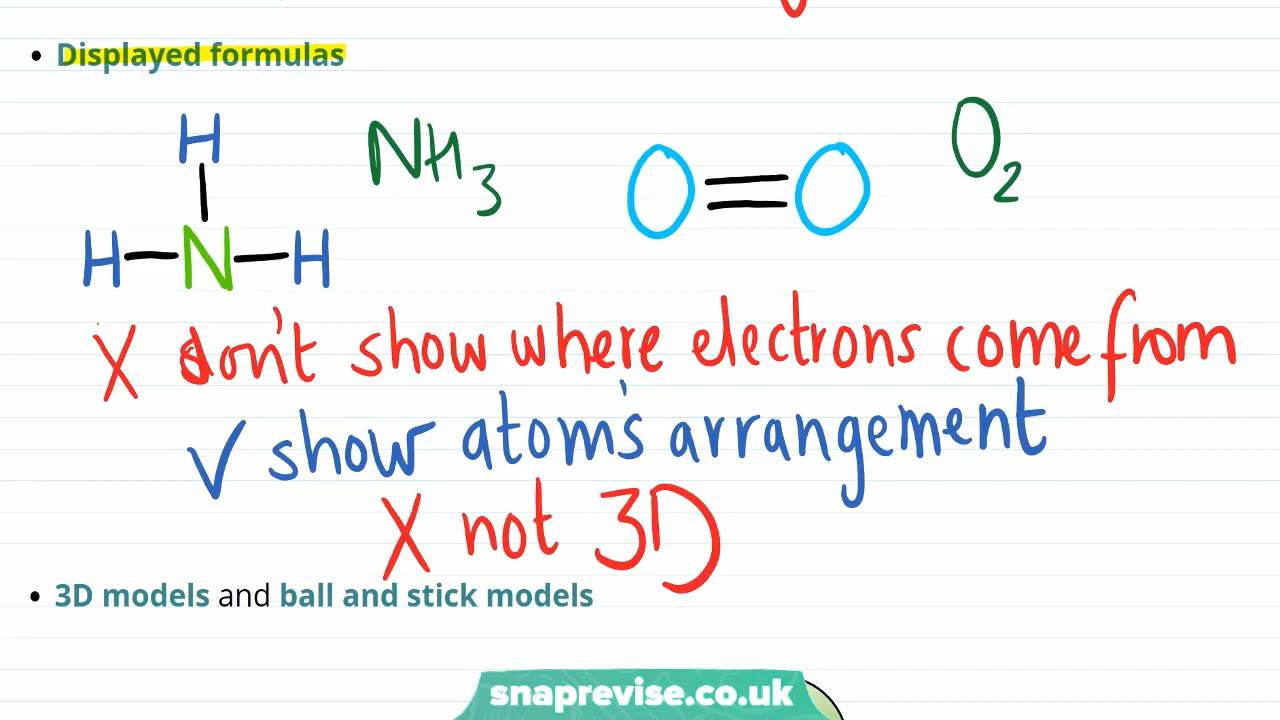 • Displayed formulas
H
NH3
O=O
O2
H—N—H
X don't show where electrons come from
✓ show atom's arrangement
X not 3D
• 3D models and ball and stick models
snaprevise.co.uk